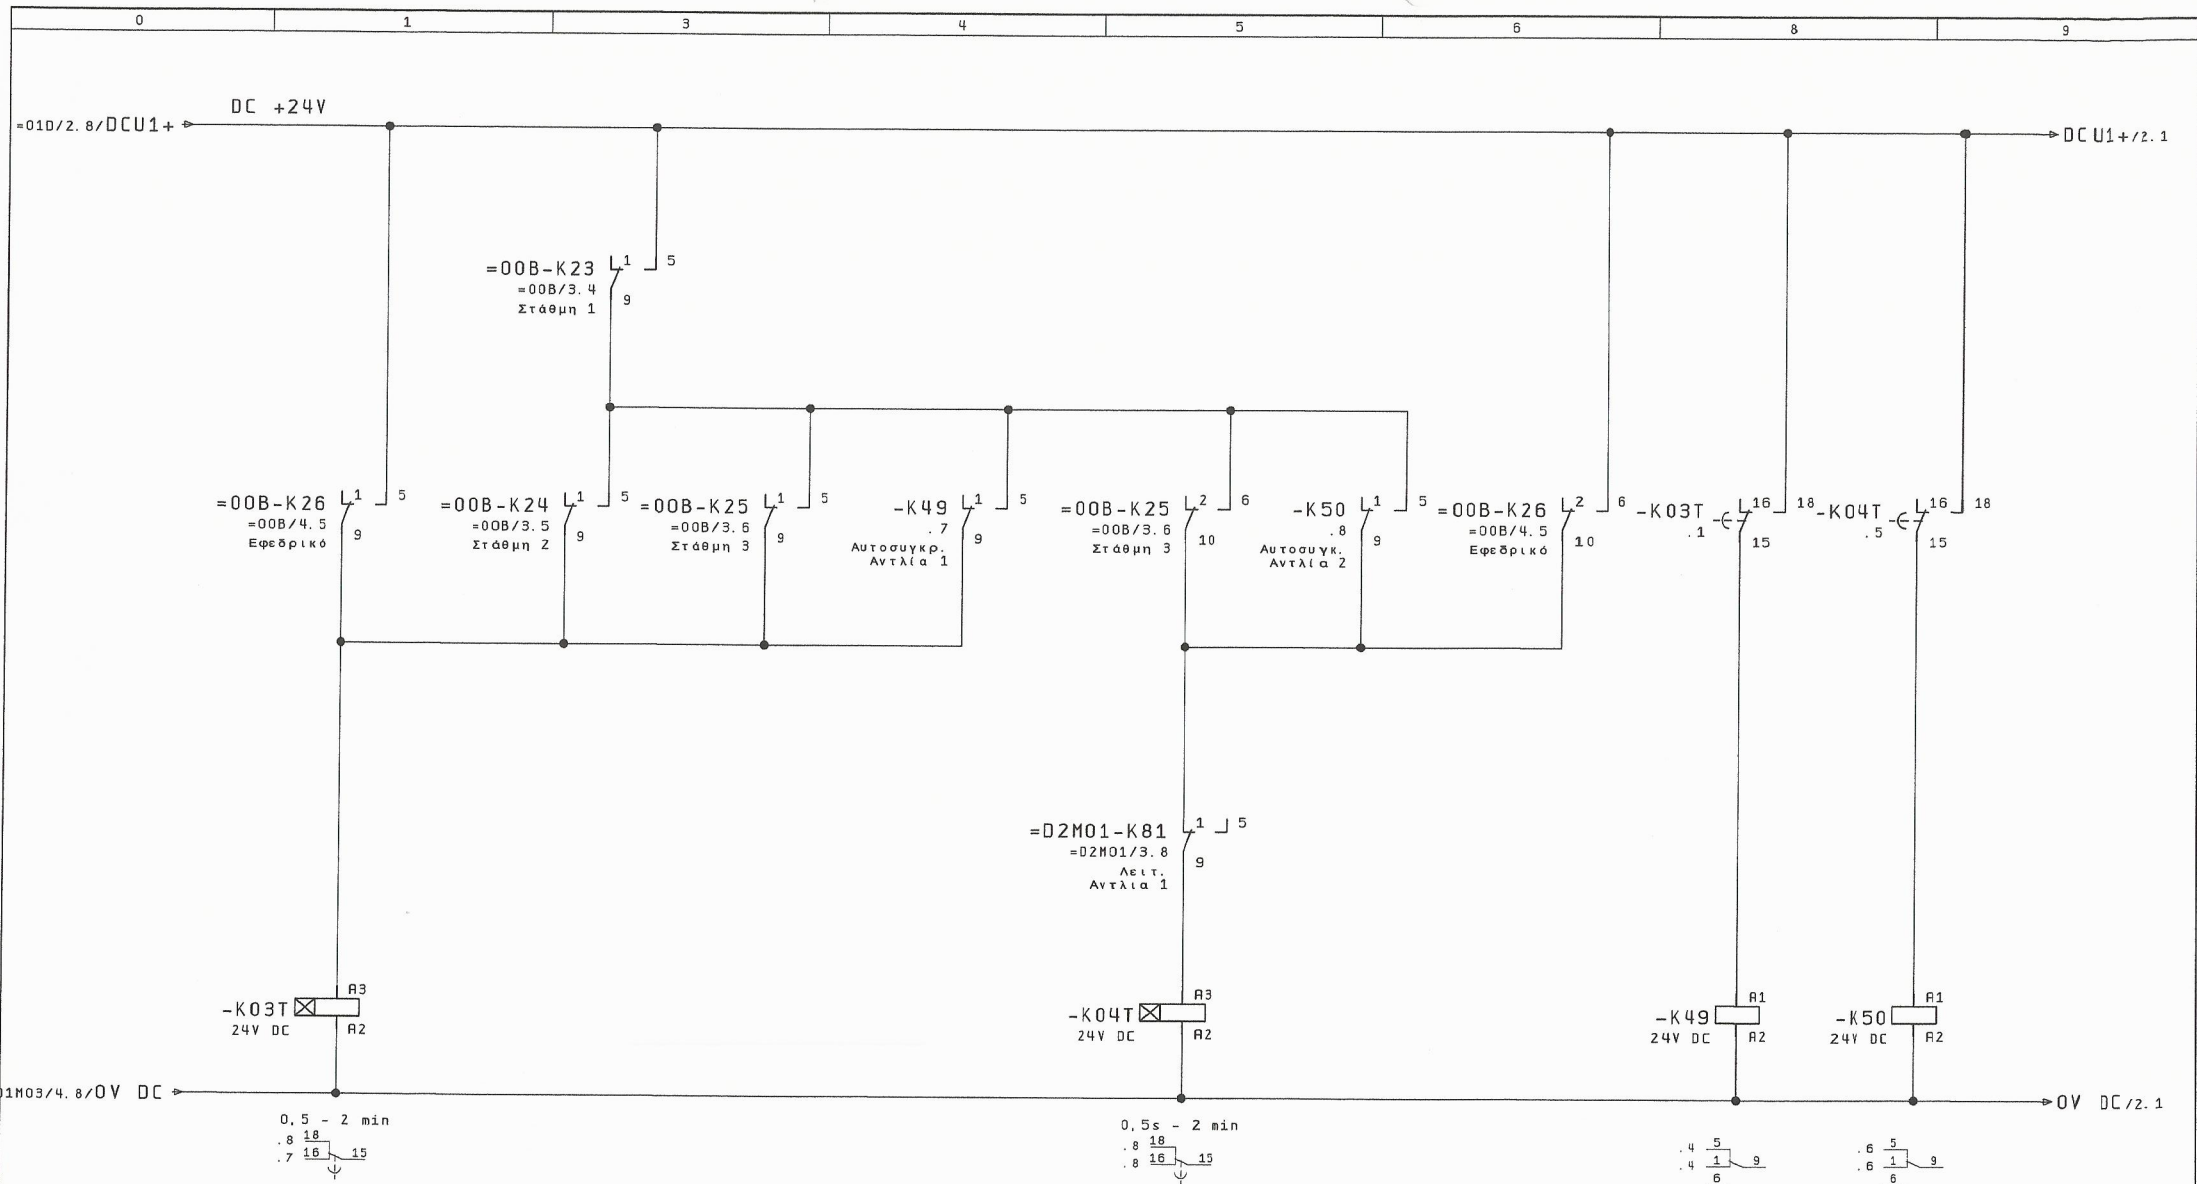 0 1 3 4 5 6 8 9
DC +24V
=01D/2.8/DCU1+
DCU1+/2.1
=00B-K23 1 5
=00B/3.4 9
Στάθμη 1
=00B-K26 1 5
=00B/4.5 9
Εφεδρικό
=00B-K24 1 5
=00B/3.5 9
Στάθμη 2
=00B-K25 1 5
=00B/3.6 9
Στάθμη 3
-K49 1 5
.7 9
Αυτοσυγκρ.
Αντλία 1
=00B-K25 2 6
=00B/3.6 10
Στάθμη 3
-K50 1 5
.8 9
Αυτοσυγκ.
Αντλία 2
=00B-K26 2 6
=00B/4.5 10
Εφεδρικό
-K03T 16 18
.1 15
-K04T 16 18
.5 15
=D2M01-K81 1 5
=D2M01/3.8 9
Λειτ.
Αντλια 1
A3
-K03T
24V DC A2
A3
-K04T
24V DC A2
A1
-K49
24V DC A2
A1
-K50
24V DC A2
1M03/4.8/0V DC
0V DC/2.1
0,5 - 2 min
.8 18
.7 16 15
0,5s - 2 min
.8 18
.8 16 15
.4 5
.4 1 9
6
.6 5
.6 1 9
6